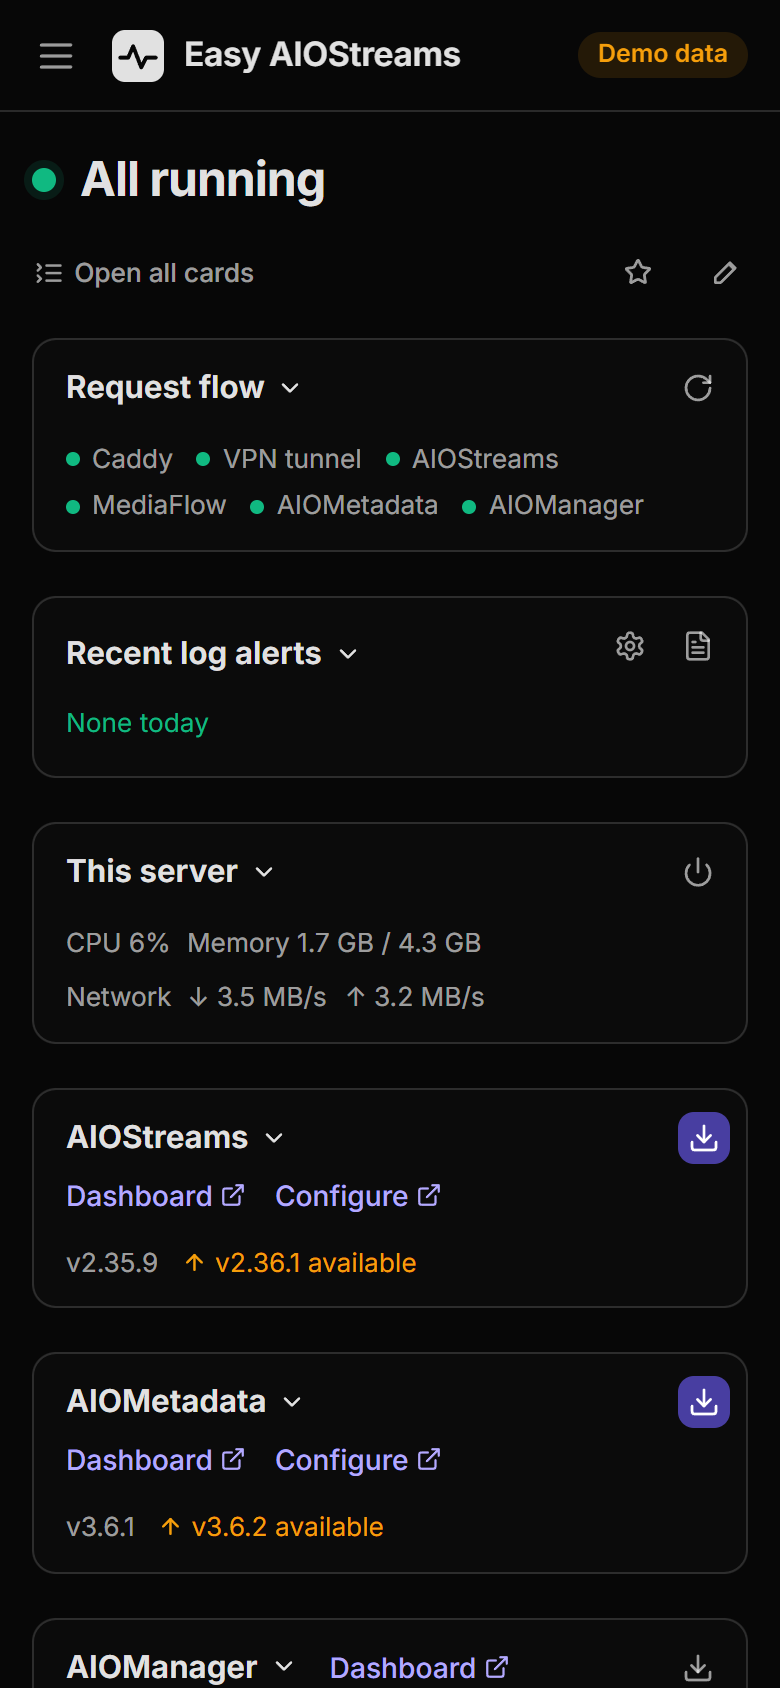 Easy AIOStreams
Demo data
All running
Open all cards
Request flow
Caddy VPN tunnel AIOStreams
MediaFlow AIOMetadata AIOManager
Recent log alerts
None today
This server
CPU 6% Memory 1.7 GB / 4.3 GB
Network ↓ 3.5 MB/s ↑ 3.2 MB/s
AIOStreams
Dashboard Configure
v2.35.9 ↑ v2.36.1 available
AIOMetadata
Dashboard Configure
v3.6.1 ↑ v3.6.2 available
AIOManager Dashboard